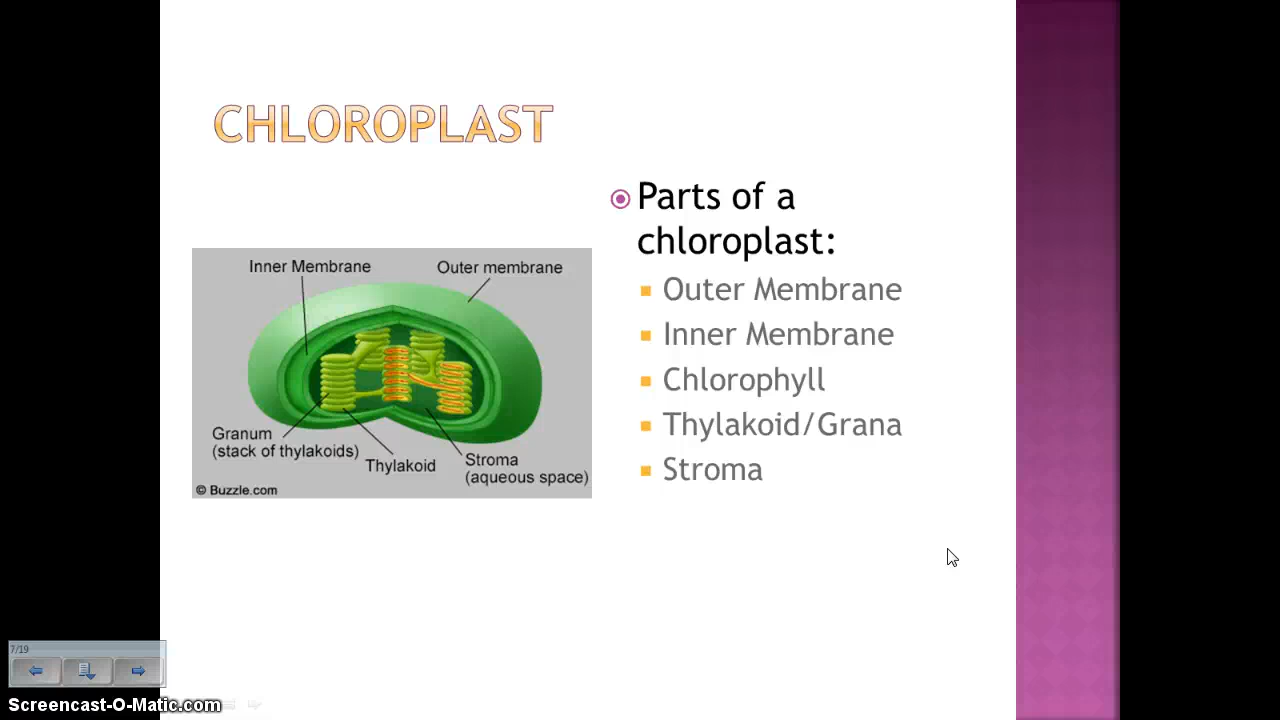 CHLOROPLAST
Parts of a
chloroplast:
Outer Membrane
Inner Membrane
Chlorophyll
Thylakoid/Grana
Stroma
Inner Membrane
Outer membrane
Granum
(stack of thylakoids)
Thylakoid
Stroma
(aqueous space)
© Buzzle.com
7/19
Screencast-O-Matic.com